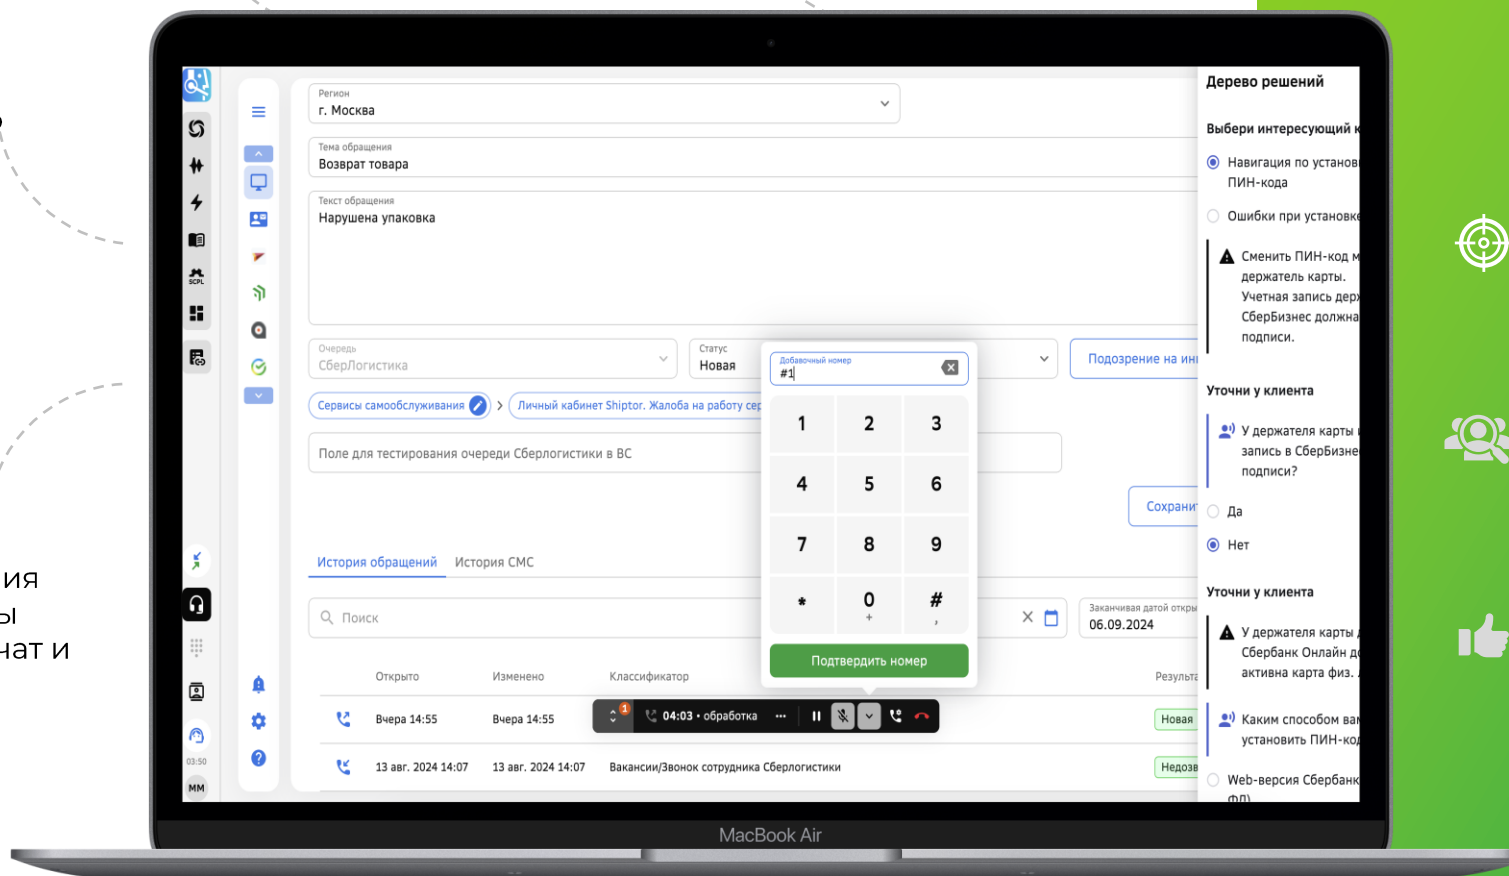 ия
ы
чат и
SCPL
03:50
ММ
Регион
г. Москва
Тема обращения
Возврат товара
Текст обращения
Нарушена упаковка
Очередь
СберЛогистика
Статус
Новая
Подозрение на
Сервисы самообслуживания
>
Личный кабинет Shiptor. Жалоба на работу
Поле для тестирования очереди Сберлогистики в ВС
Сохранит
История обращений
История СМС
Поиск
Заканчивая датой откры
06.09.2024
Открыто
Изменено
Классификатор
Результа
Вчера 14:55
Вчера 14:55
Новая
13 авг. 2024 14:07
13 авг. 2024 14:07
Вакансии/Звонок сотрудника Сберлогистики
Недозв
Добавочный номер
#1
1
2
3
4
5
6
7
8
9
*
0
+
#
,
Подтвердить номер
1
04:03 • обработка
Дерево решений
Выбери интересующий
Навигация по установ
ПИН-кода
Ошибки при установке
Сменить ПИН-код м
держатель карты.
Учетная запись держ
СберБизнес должна
подписи.
Уточни у клиента
У держателя карты
запись в СберБизне
подписи?
Да
Нет
Уточни у клиента
У держателя карты
Сбербанк Онлайн д
активна карта физ.
Каким способом ва
установить ПИН-код
Web-версия Сбербанк
ФЛ)
MacBook Air